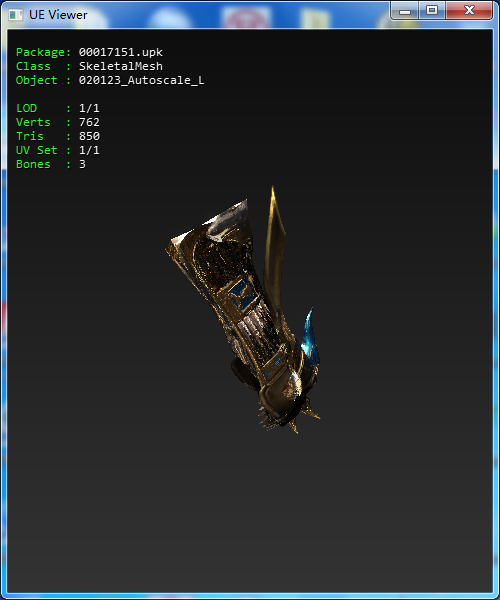 UE Viewer
Package: 00017151.upk
Class : SkeletalMesh
Object : 020123_Autoscale_L
LOD : 1/1
Verts : 762
Tris : 850
UV Set : 1/1
Bones : 3